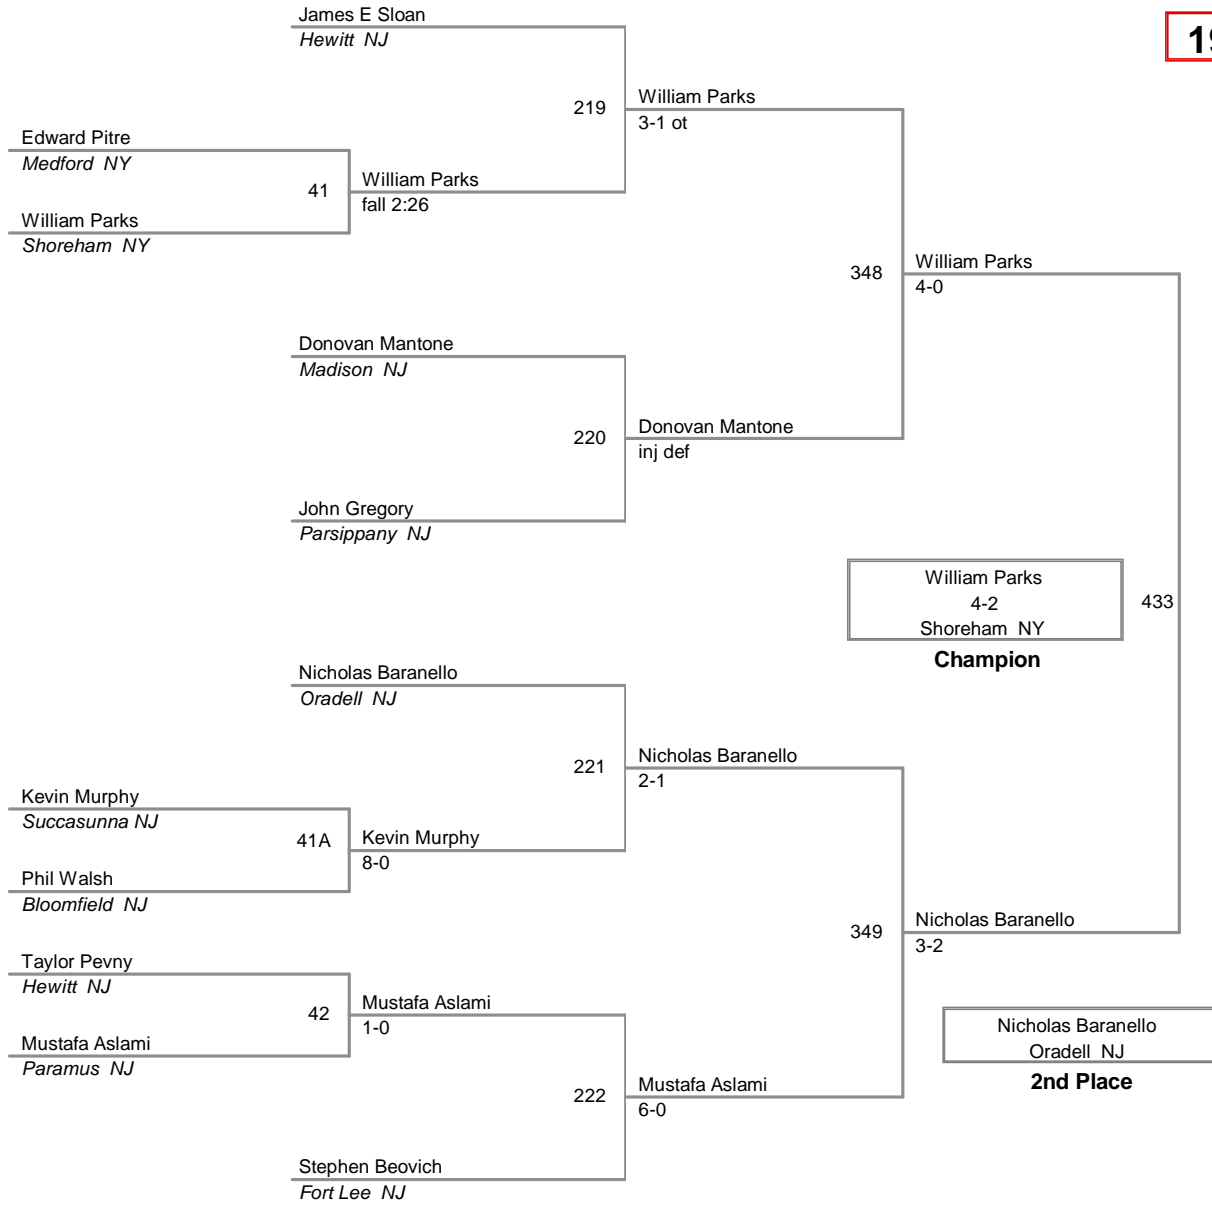 James E Sloan
Hewitt NJ
219
William Parks
3-1 ot
Edward Pitre
Medford NY
41
William Parks
fall 2:26
William Parks
Shoreham NY
348
William Parks
4-0
Donovan Mantone
Madison NJ
220
Donovan Mantone
inj def
John Gregory
Parsippany NJ
William Parks
4-2
Shoreham NY
Champion
433
Nicholas Baranello
Oradell NJ
221
Nicholas Baranello
2-1
Kevin Murphy
Succasunna NJ
41A
Kevin Murphy
8-0
Phil Walsh
Bloomfield NJ
349
Nicholas Baranello
3-2
Taylor Pevny
Hewitt NJ
42
Mustafa Aslami
1-0
Mustafa Aslami
Paramus NJ
Nicholas Baranello
Oradell NJ
2nd Place
222
Mustafa Aslami
6-0
Stephen Beovich
Fort Lee NJ